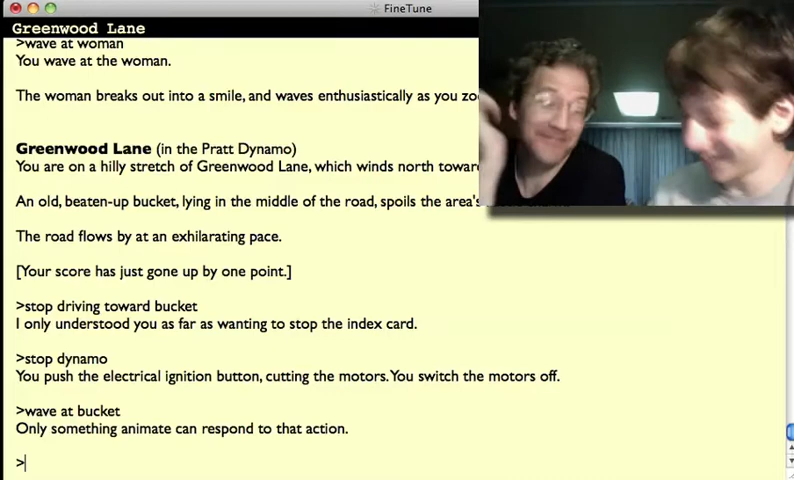 FineTune
Greenwood Lane
>wave at woman
You wave at the woman.
The woman breaks out into a smile, and waves enthusiastically as you
Greenwood Lane (in the Pratt Dynamo)
You are on a hilly stretch of Greenwood Lane, which winds north
An old, beaten-up bucket, lying in the middle of the road, spoils the area's
The road flows by at an exhilarating pace.
[Your score has just gone up by one point.]
>stop driving toward bucket
I only understood you as far as wanting to stop the index card.
>stop dynamo
You push the electrical ignition button, cutting the motors. You switch the motors off.
>wave at bucket
Only something animate can respond to that action.
>